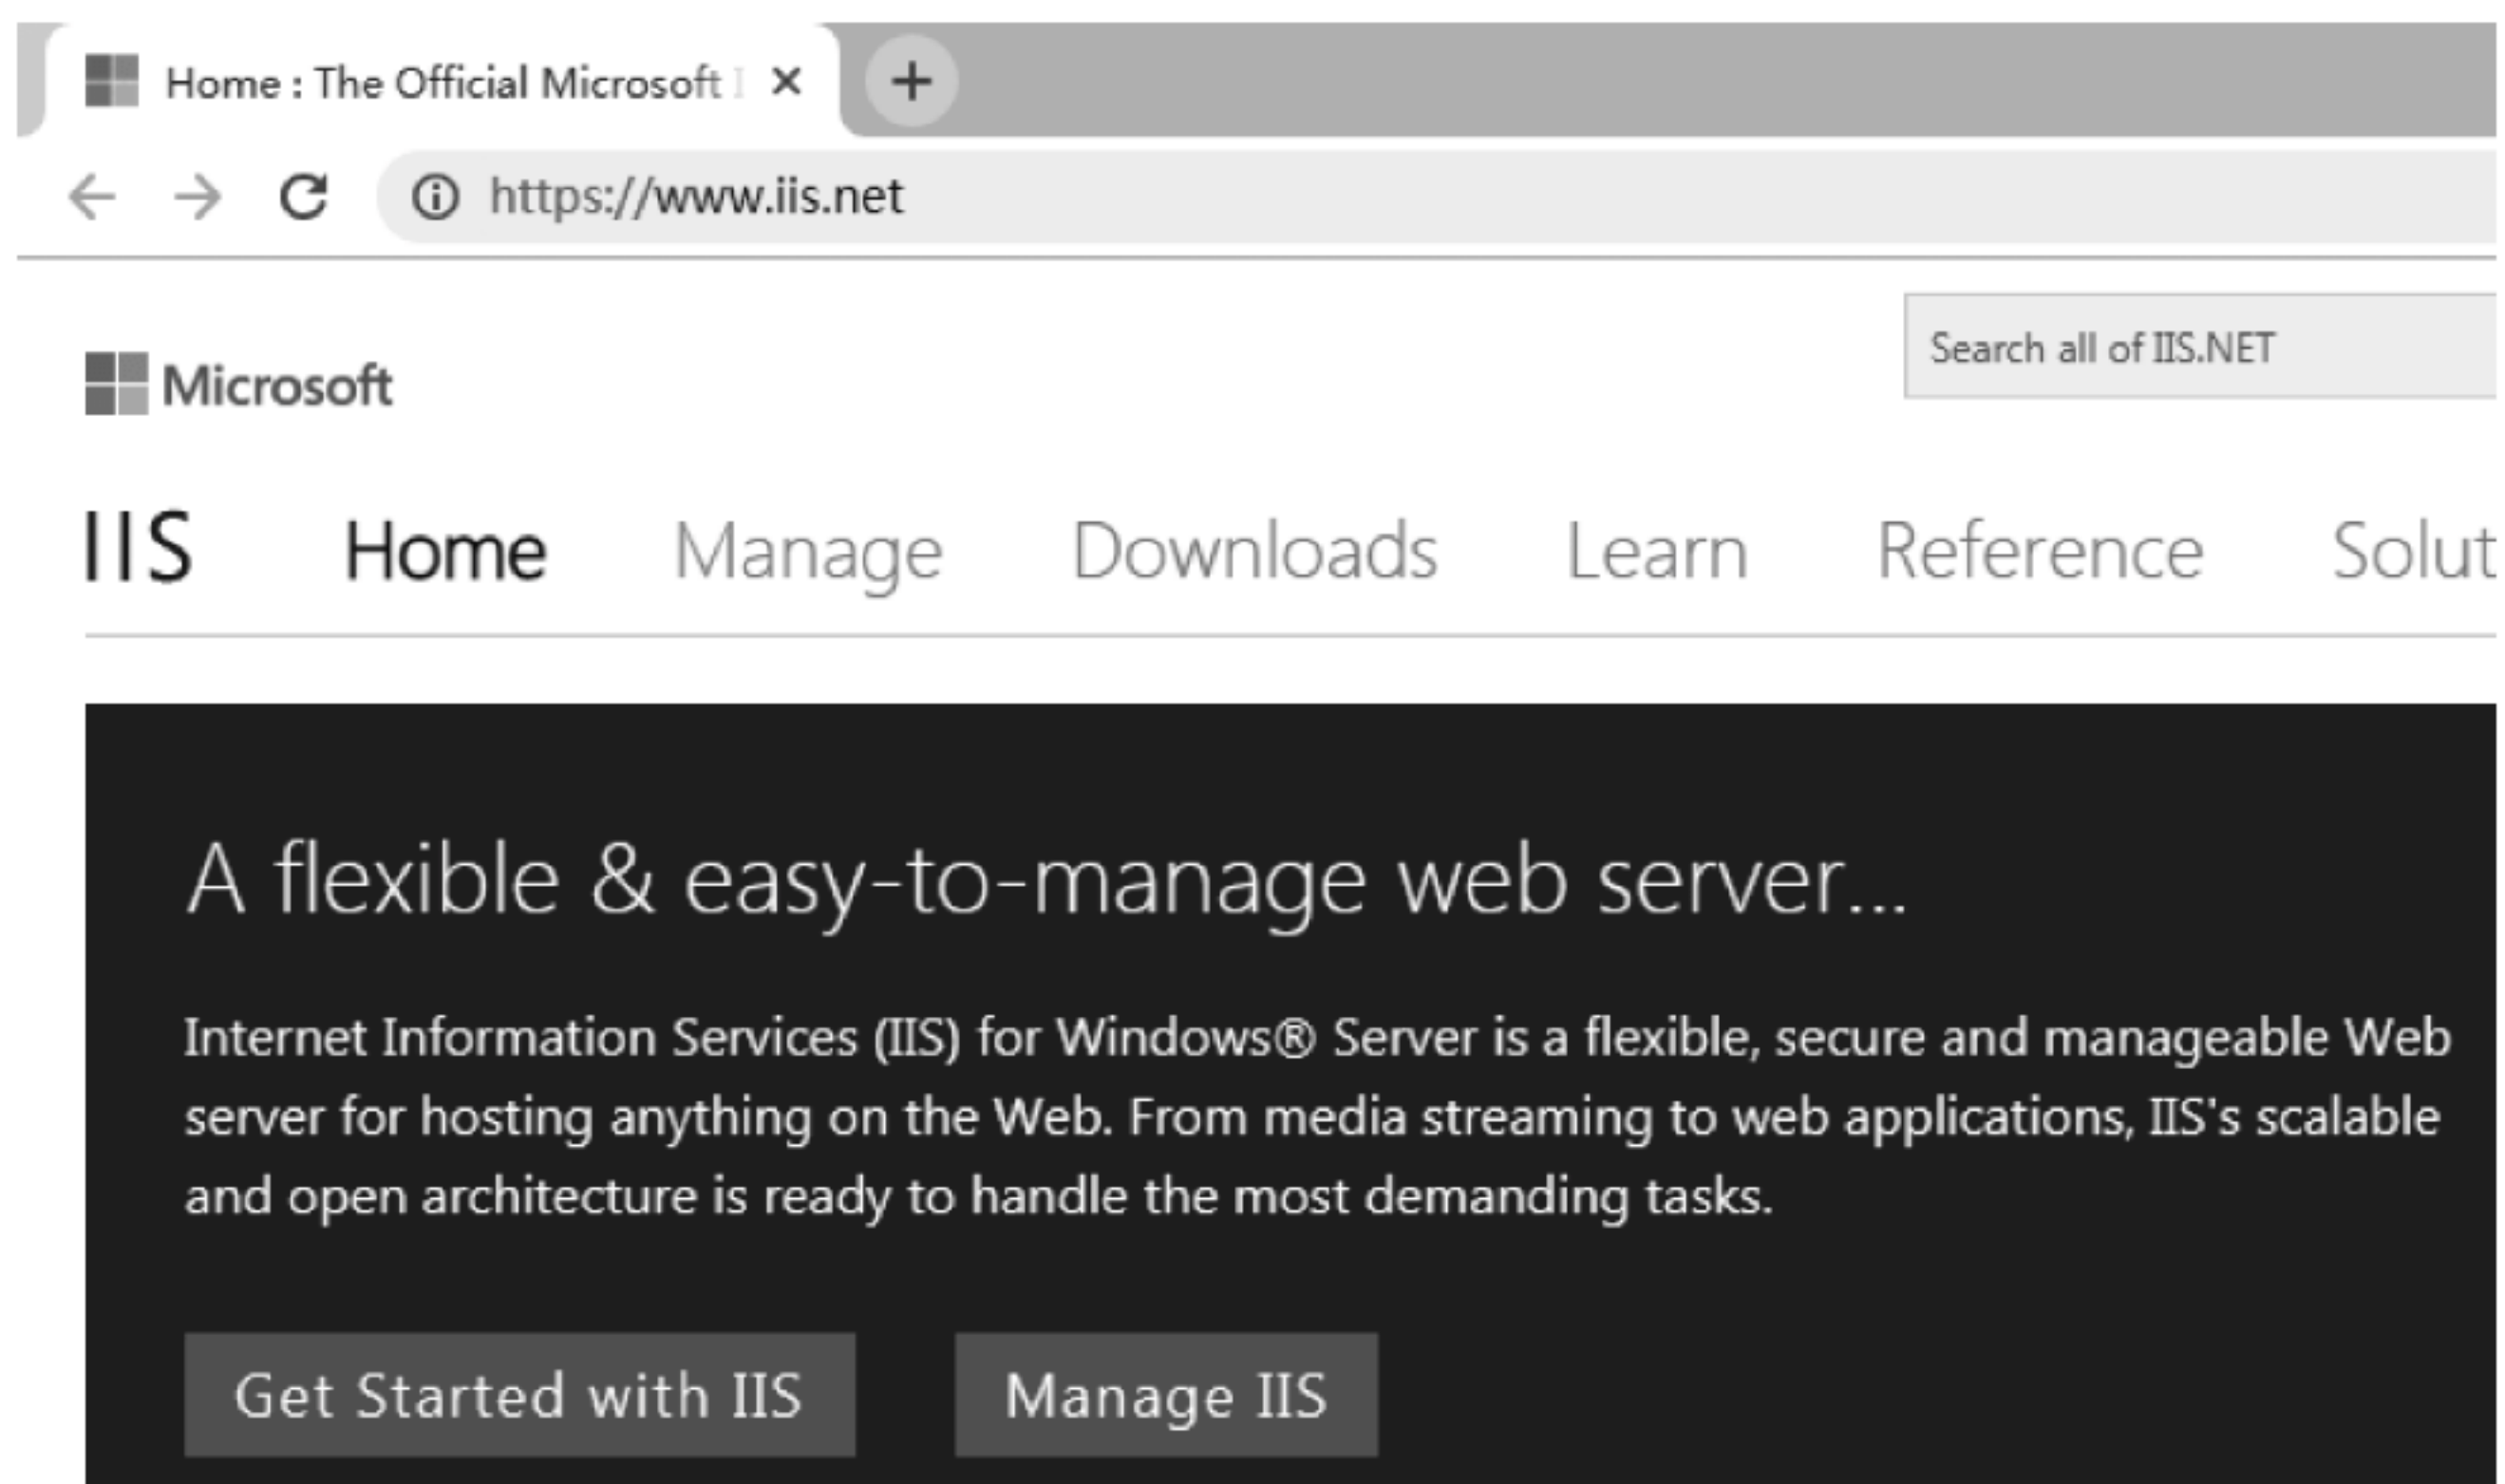 Home : The Official Microsoft I
https://www.iis.net
Search all of IIS.NET
Microsoft
IIS Home Manage Downloads Learn Reference Solut
A flexible & easy-to-manage web server...
Internet Information Services (IIS) for Windows® Server is a flexible, secure and manageable Web
server for hosting anything on the Web. From media streaming to web applications, IIS's scalable
and open architecture is ready to handle the most demanding tasks.
Get Started with IIS Manage IIS